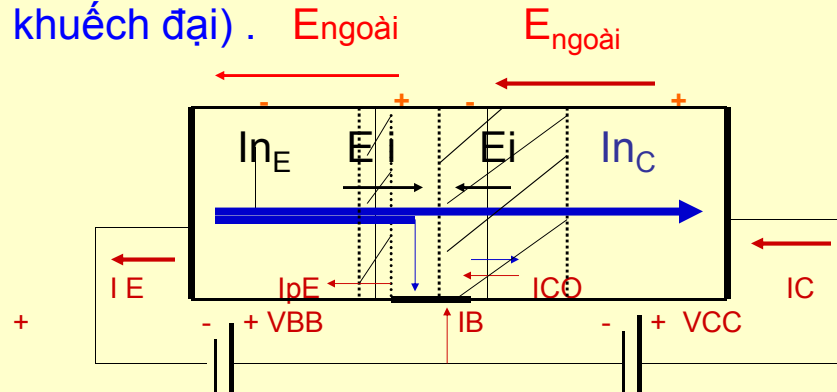 khuếch đại) . Engoài Engoài
- + - +
InE E i Ei InC
I E IpE ICO IC
+ - + VBB IB - + VCC